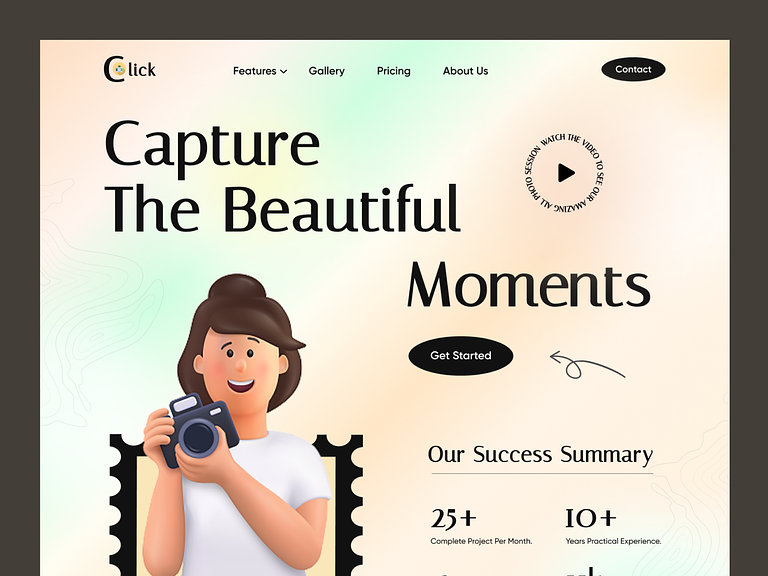 Click
Features
Gallery
Pricing
About Us
Contact
Capture
The Beautiful
WATCH THE VIDEO TO SEE OUR AMAZING ALL PHOTO SESSION
Moments
Get Started
Our Success Summary
25+
10+
Complete Project Per Month.
Years Practical Experience.